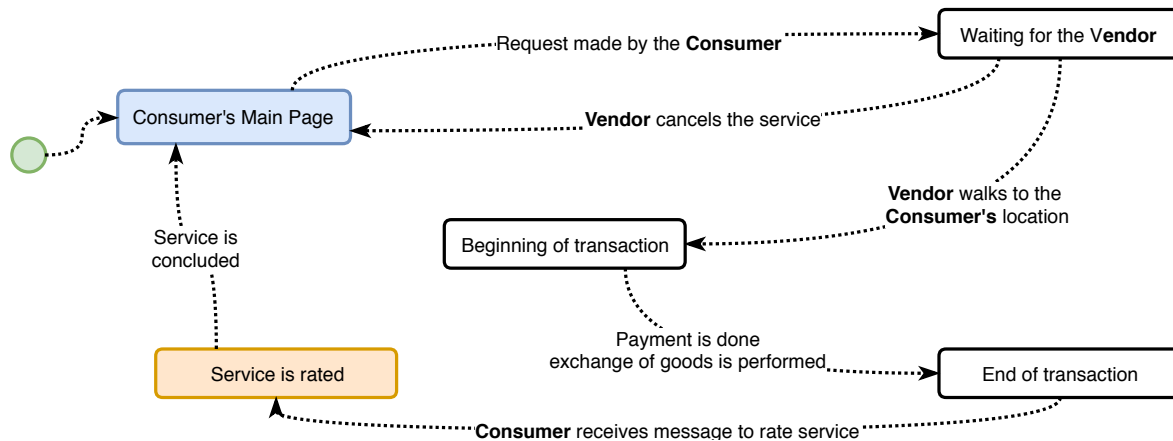 Request made by the Consumer
Waiting for the Vendor
Consumer's Main Page
Vendor cancels the service
Vendor walks to the
Consumer's location
Service is
concluded
Beginning of transaction
Payment is done
exchange of goods is performed
Service is rated
End of transaction
Consumer receives message to rate service